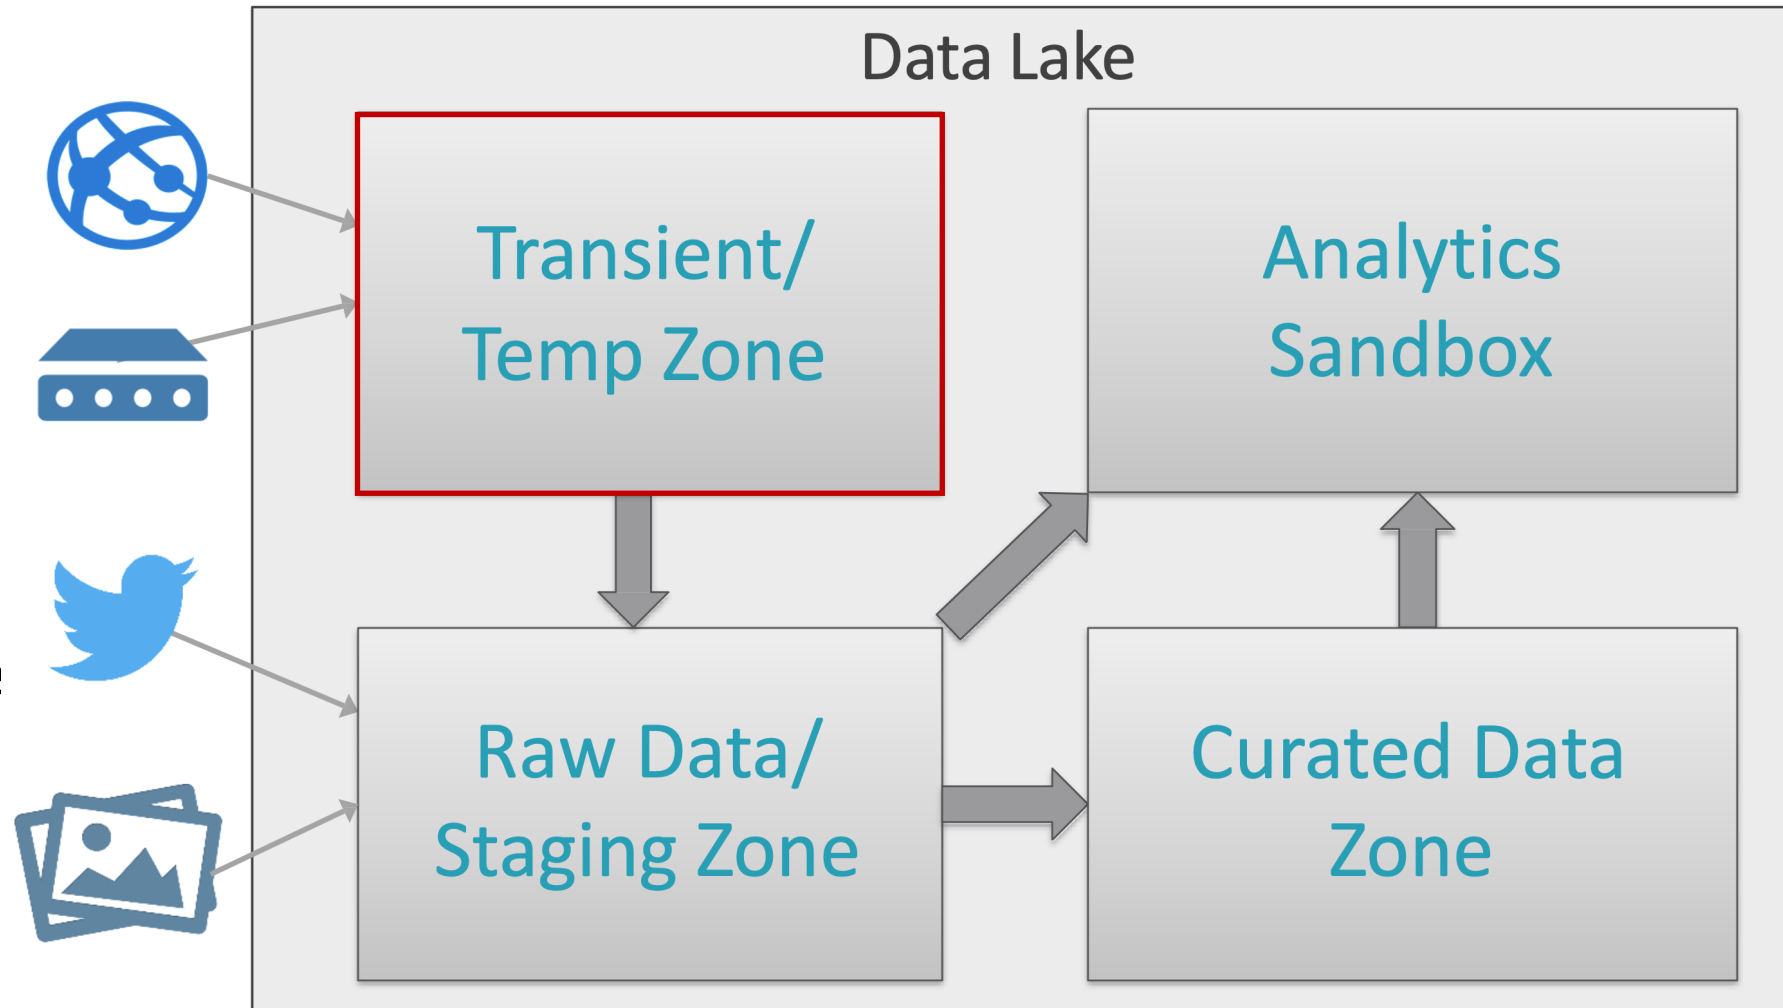 Data Lake
Transient/
Temp Zone
Analytics
Sandbox
Raw Data/
Staging Zone
Curated Data
Zone